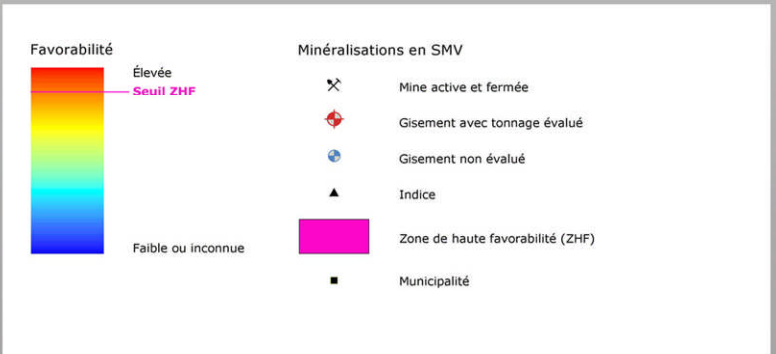 Favorabilité
Élevée
Seuil ZHF
Faible ou inconnue
Minéralisations en SMV
Mine active et fermée
Gisement avec tonnage évalué
Gisement non évalué
Indice
Zone de haute favorabilité (ZHF)
Municipalité